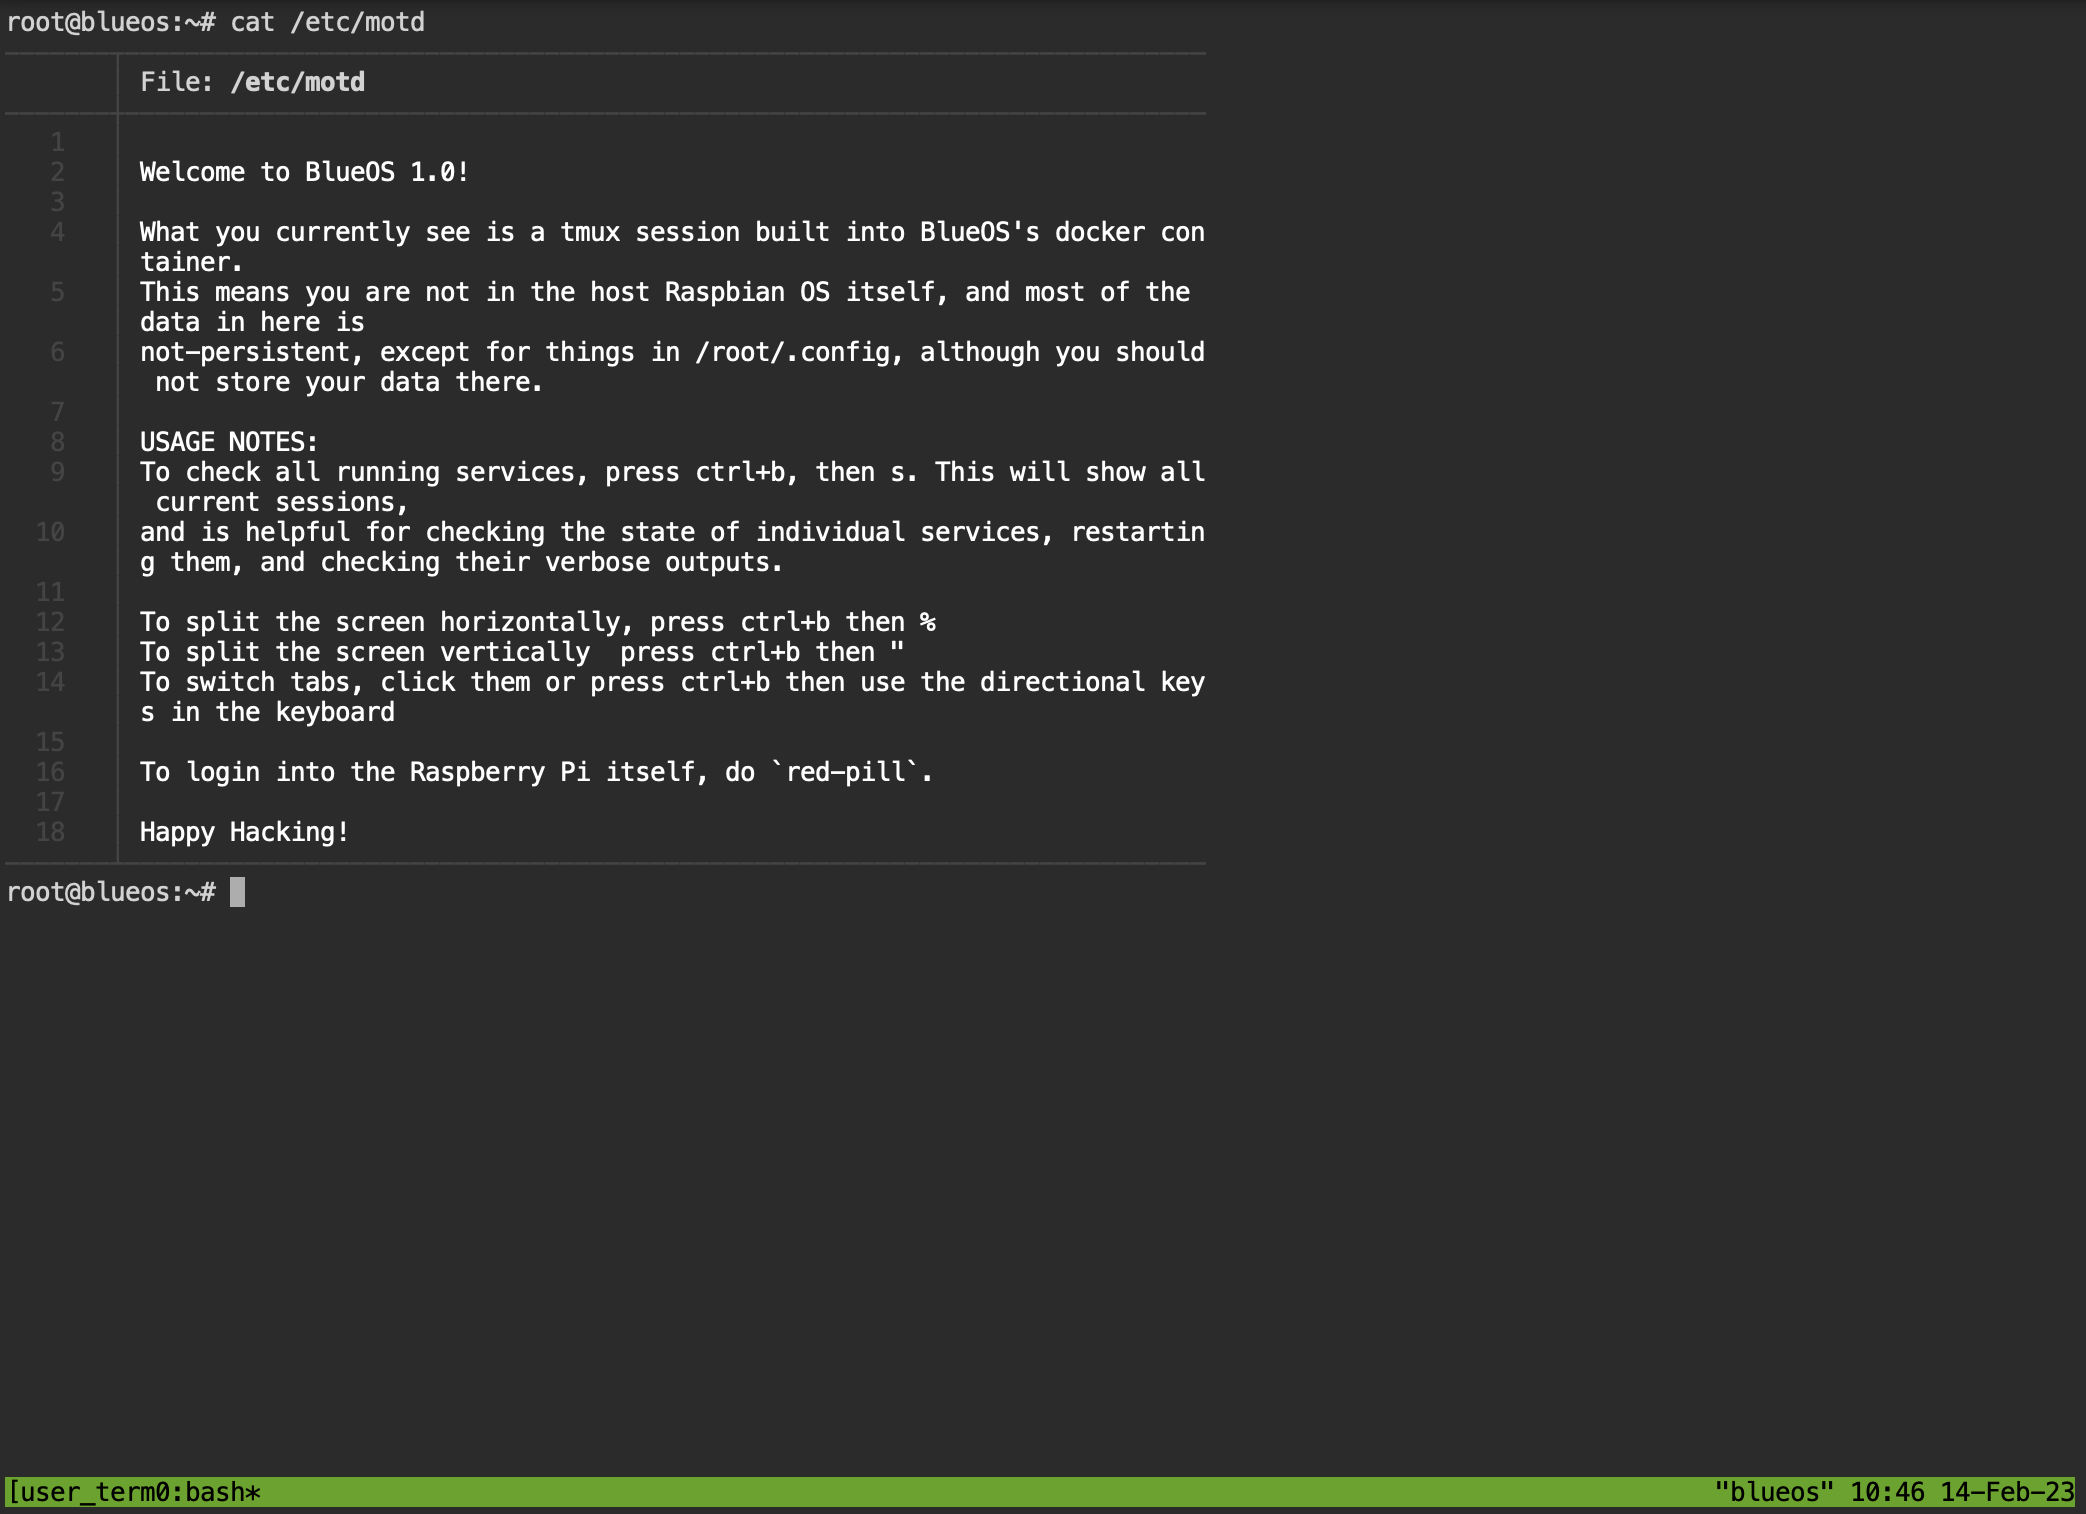 root@blueos:~# cat /etc/motd
File: /etc/motd
1
2 Welcome to BlueOS 1.0!
3
4 What you currently see is a tmux session built into BlueOS's docker con
tainer.
5 This means you are not in the host Raspbian OS itself, and most of the
data in here is
6 not-persistent, except for things in /root/.config, although you should
not store your data there.
7
8 USAGE NOTES:
9 To check all running services, press ctrl+b, then s. This will show all
current sessions,
10 and is helpful for checking the state of individual services, restartin
g them, and checking their verbose outputs.
11
12 To split the screen horizontally, press ctrl+b then %
13 To split the screen vertically  press ctrl+b then "
14 To switch tabs, click them or press ctrl+b then use the directional key
s in the keyboard
15
16 To login into the Raspberry Pi itself, do `red-pill`.
17
18 Happy Hacking!
root@blueos:~#
[user_term0:bash* "blueos" 10:46 14-Feb-23